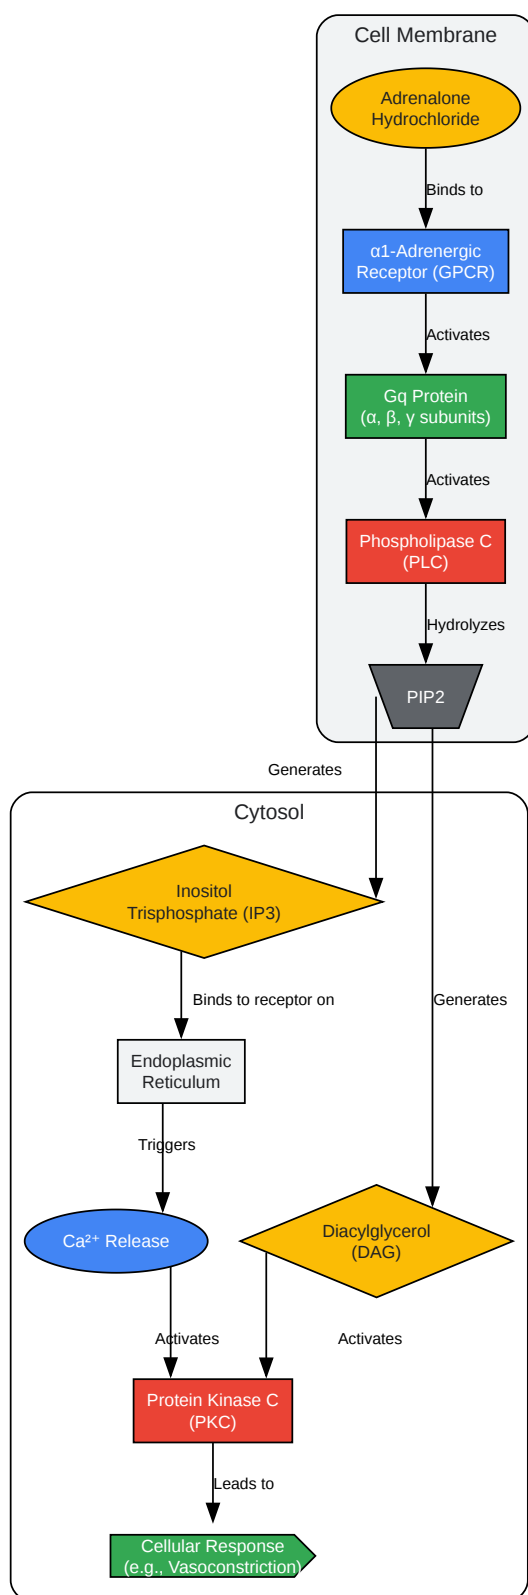 Cell Membrane
Adrenalone
Hydrochloride
Binds to
α1-Adrenergic
Receptor (GPCR)
Activates
Gq Protein
(α, β, γ subunits)
Activates
Phospholipase C
(PLC)
Hydrolyzes
PIP2
Generates
Cytosol
Inositol
Trisphosphate (IP3)
Binds to receptor on
Generates
Endoplasmic
Reticulum
Triggers
Ca²⁺ Release
Diacylglycerol
(DAG)
Activates
Activates
Protein Kinase C
(PKC)
Leads to
Cellular Response
(e.g., Vasoconstriction)